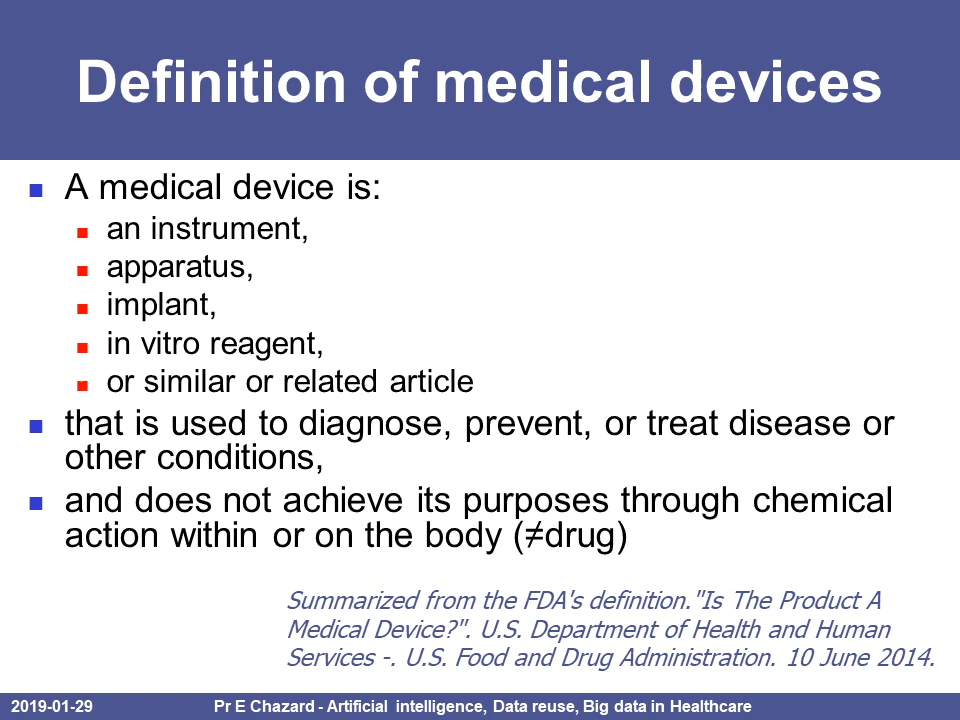 Definition of medical devices
A medical device is:
an instrument,
apparatus,
implant,
in vitro reagent,
or similar or related article
that is used to diagnose, prevent, or treat disease or
other conditions,
and does not achieve its purposes through chemical
action within or on the body (≠drug)
Summarized from the FDA's definition."Is The Product A
Medical Device?". U.S. Department of Health and Human
Services -. U.S. Food and Drug Administration. 10 June 2014.
2019-01-29 Pr E Chazard - Artificial intelligence, Data reuse, Big data in Healthcare